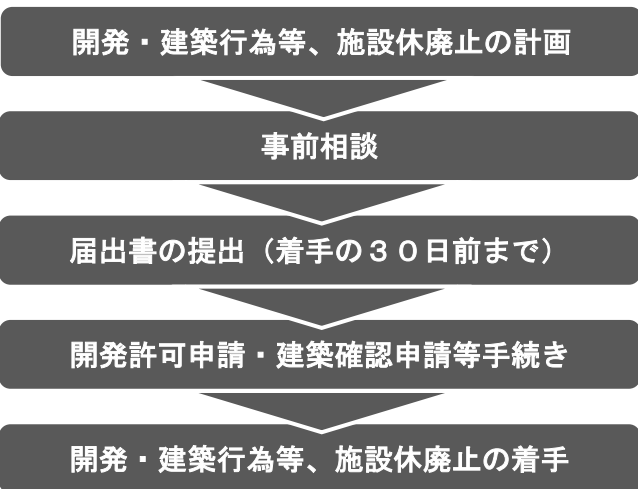 開発・建築行為等、施設休廃止の計画
事前相談
届出書の提出（着手の３０日前まで）
開発許可申請・建築確認申請等手続き
開発・建築行為等、施設休廃止の着手